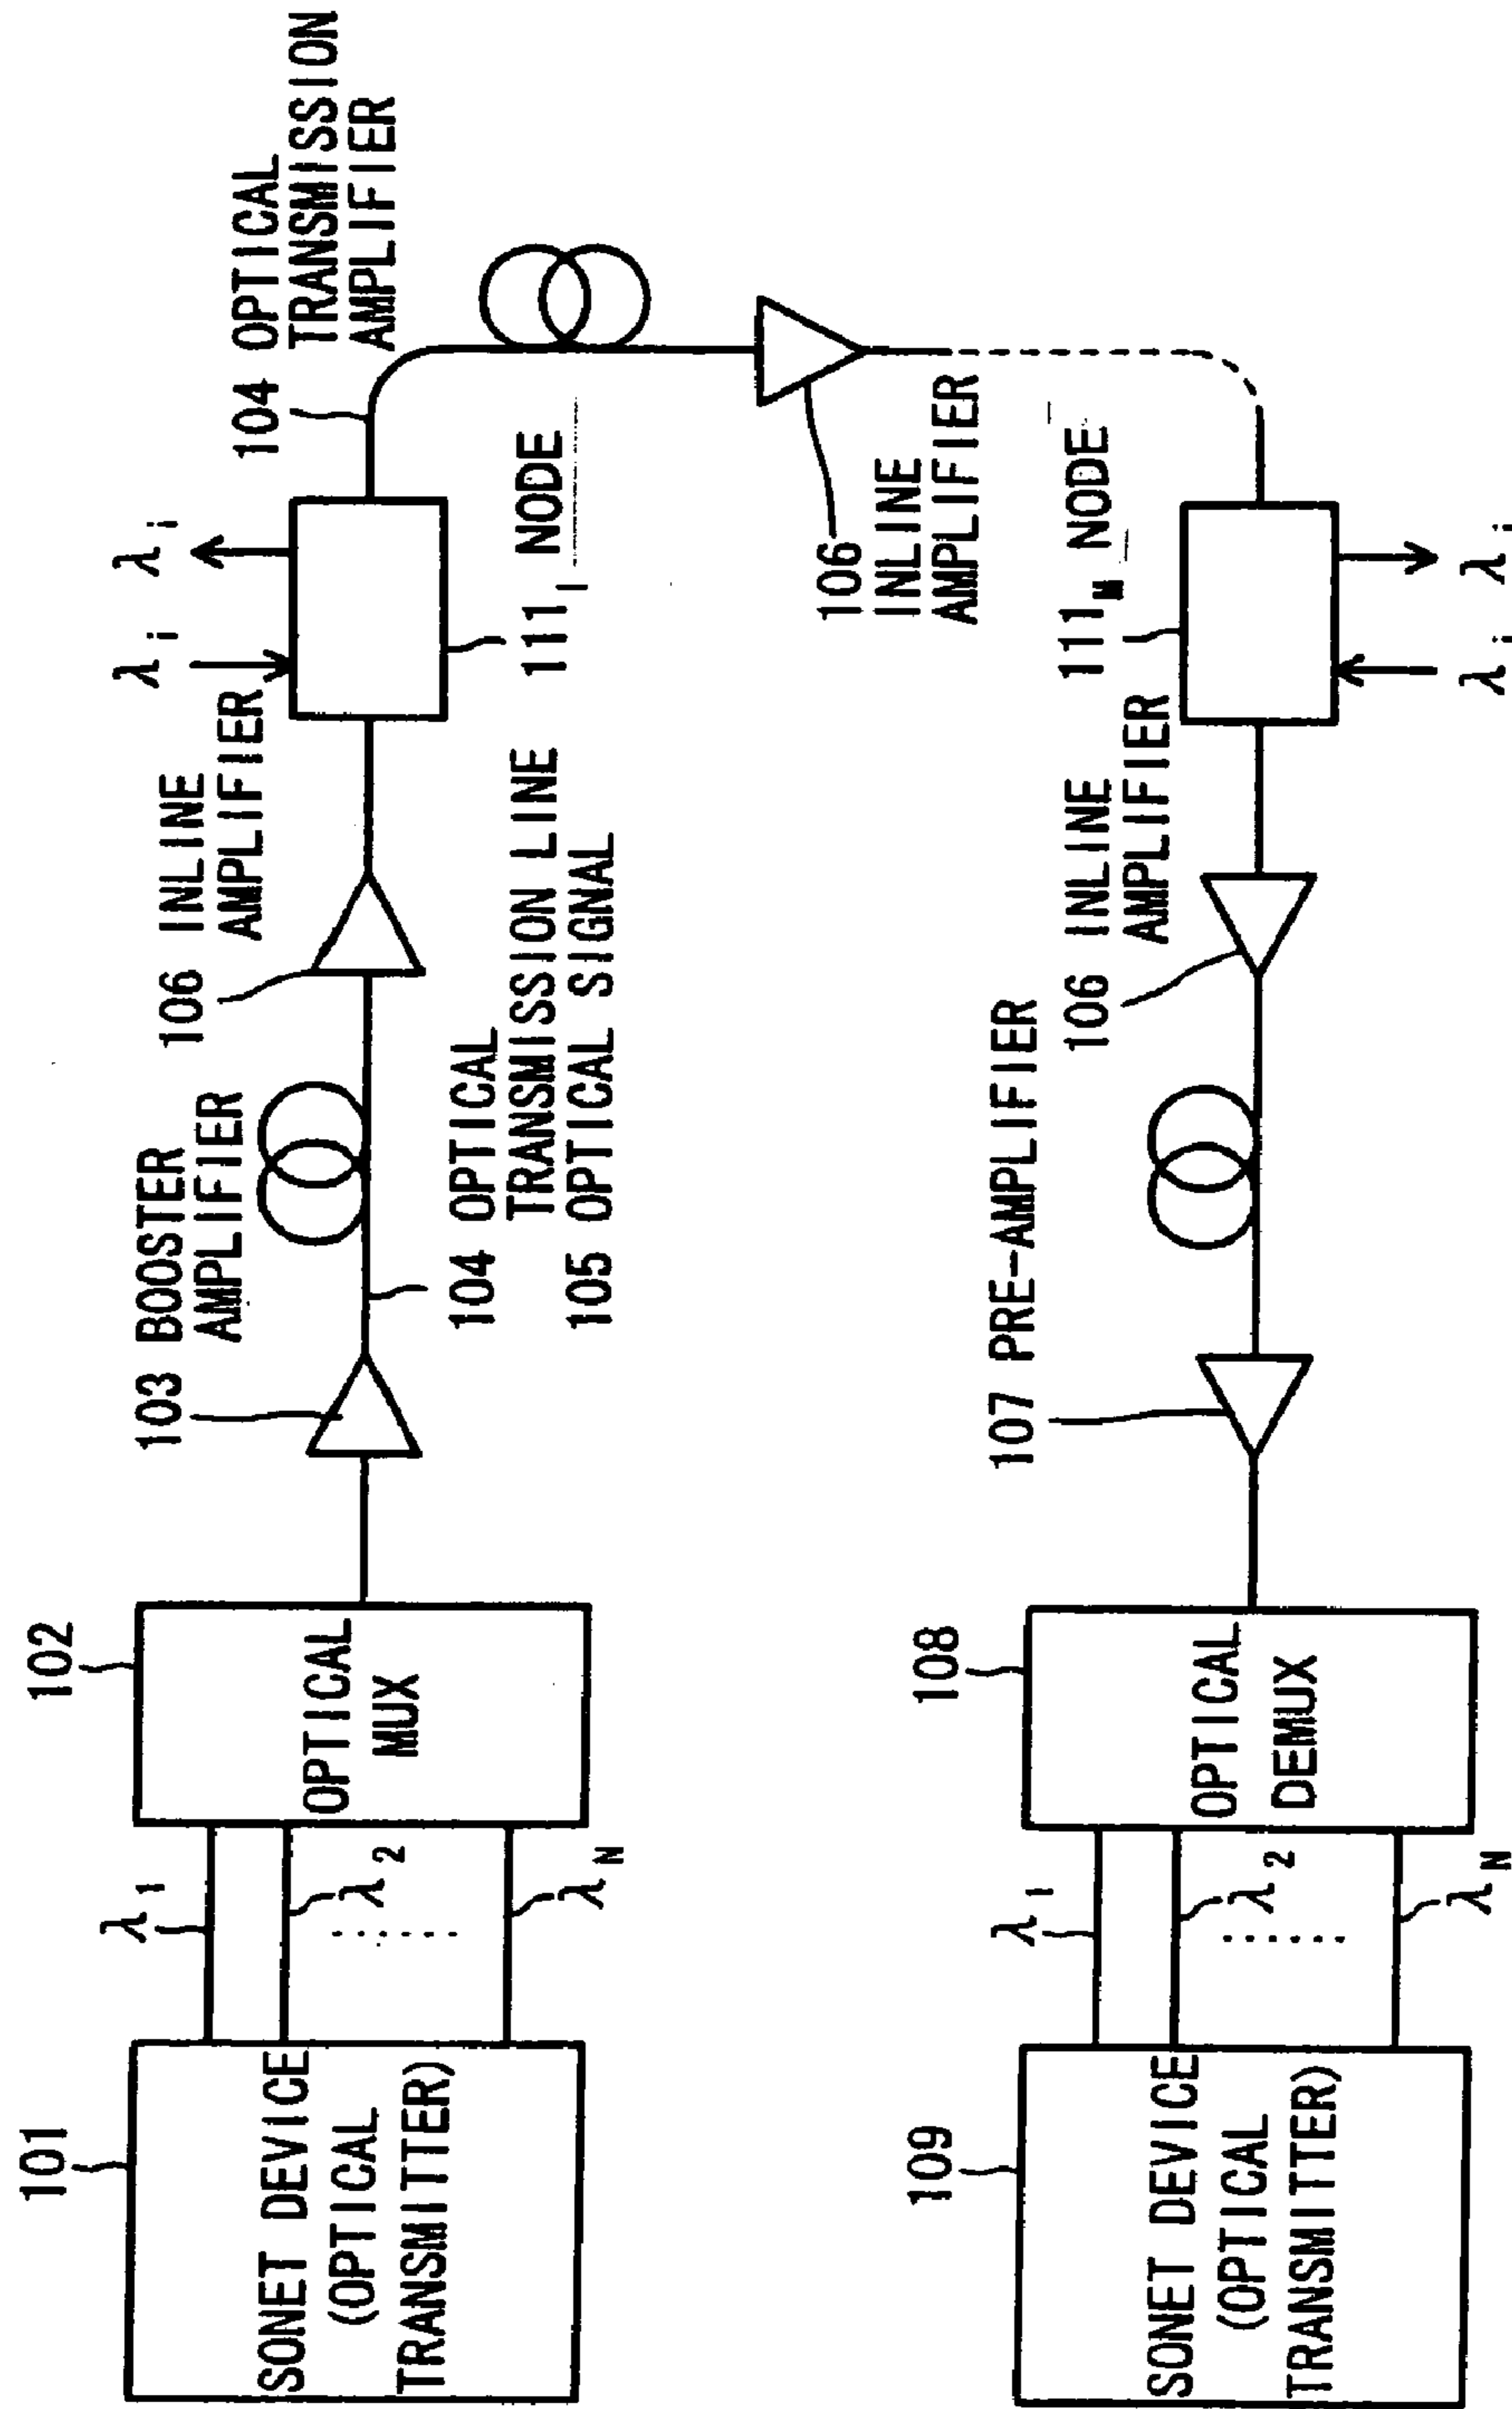 101
SONET DEVICE
(OPTICAL
TRANSMITTER)
λ1
λ2
λN
102
OPTICAL
MUX
103 BOOSTER
AMPLIFIER
104 OPTICAL
TRANSMISSION LINE
105 OPTICAL SIGNAL
106 INLINE
AMPLIFIER
λi λi
111₁ NODE
104 OPTICAL
TRANSMISSION
AMPLIFIER
106
INLINE
AMPLIFIER
111M NODE
λi λi
106 INLINE
AMPLIFIER
107 PRE-AMPLIFIER
108
OPTICAL
DEMUX
λ1
λ2
λN
109
SONET DEVICE
(OPTICAL
TRANSMITTER)